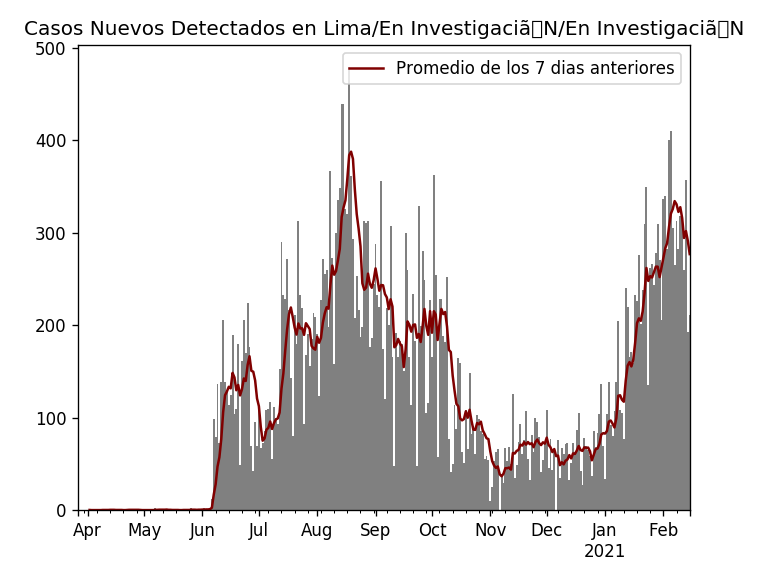 Casos Nuevos Detectados en Lima/En Investigaciã▯N/En Investigaciã▯N
Promedio de los 7 dias anteriores
500
400
300
200
100
0
Apr May Jun Jul Aug Sep Oct Nov Dec Jan Feb
2021